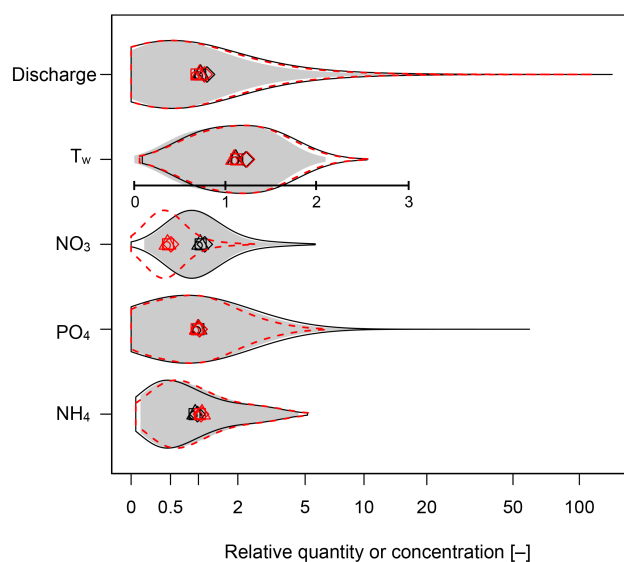 Discharge
Tw
0 1 2 3
NO3
PO4
NH4
0 0.5 2 5 10 20 50 100
Relative quantity or concentration [–]